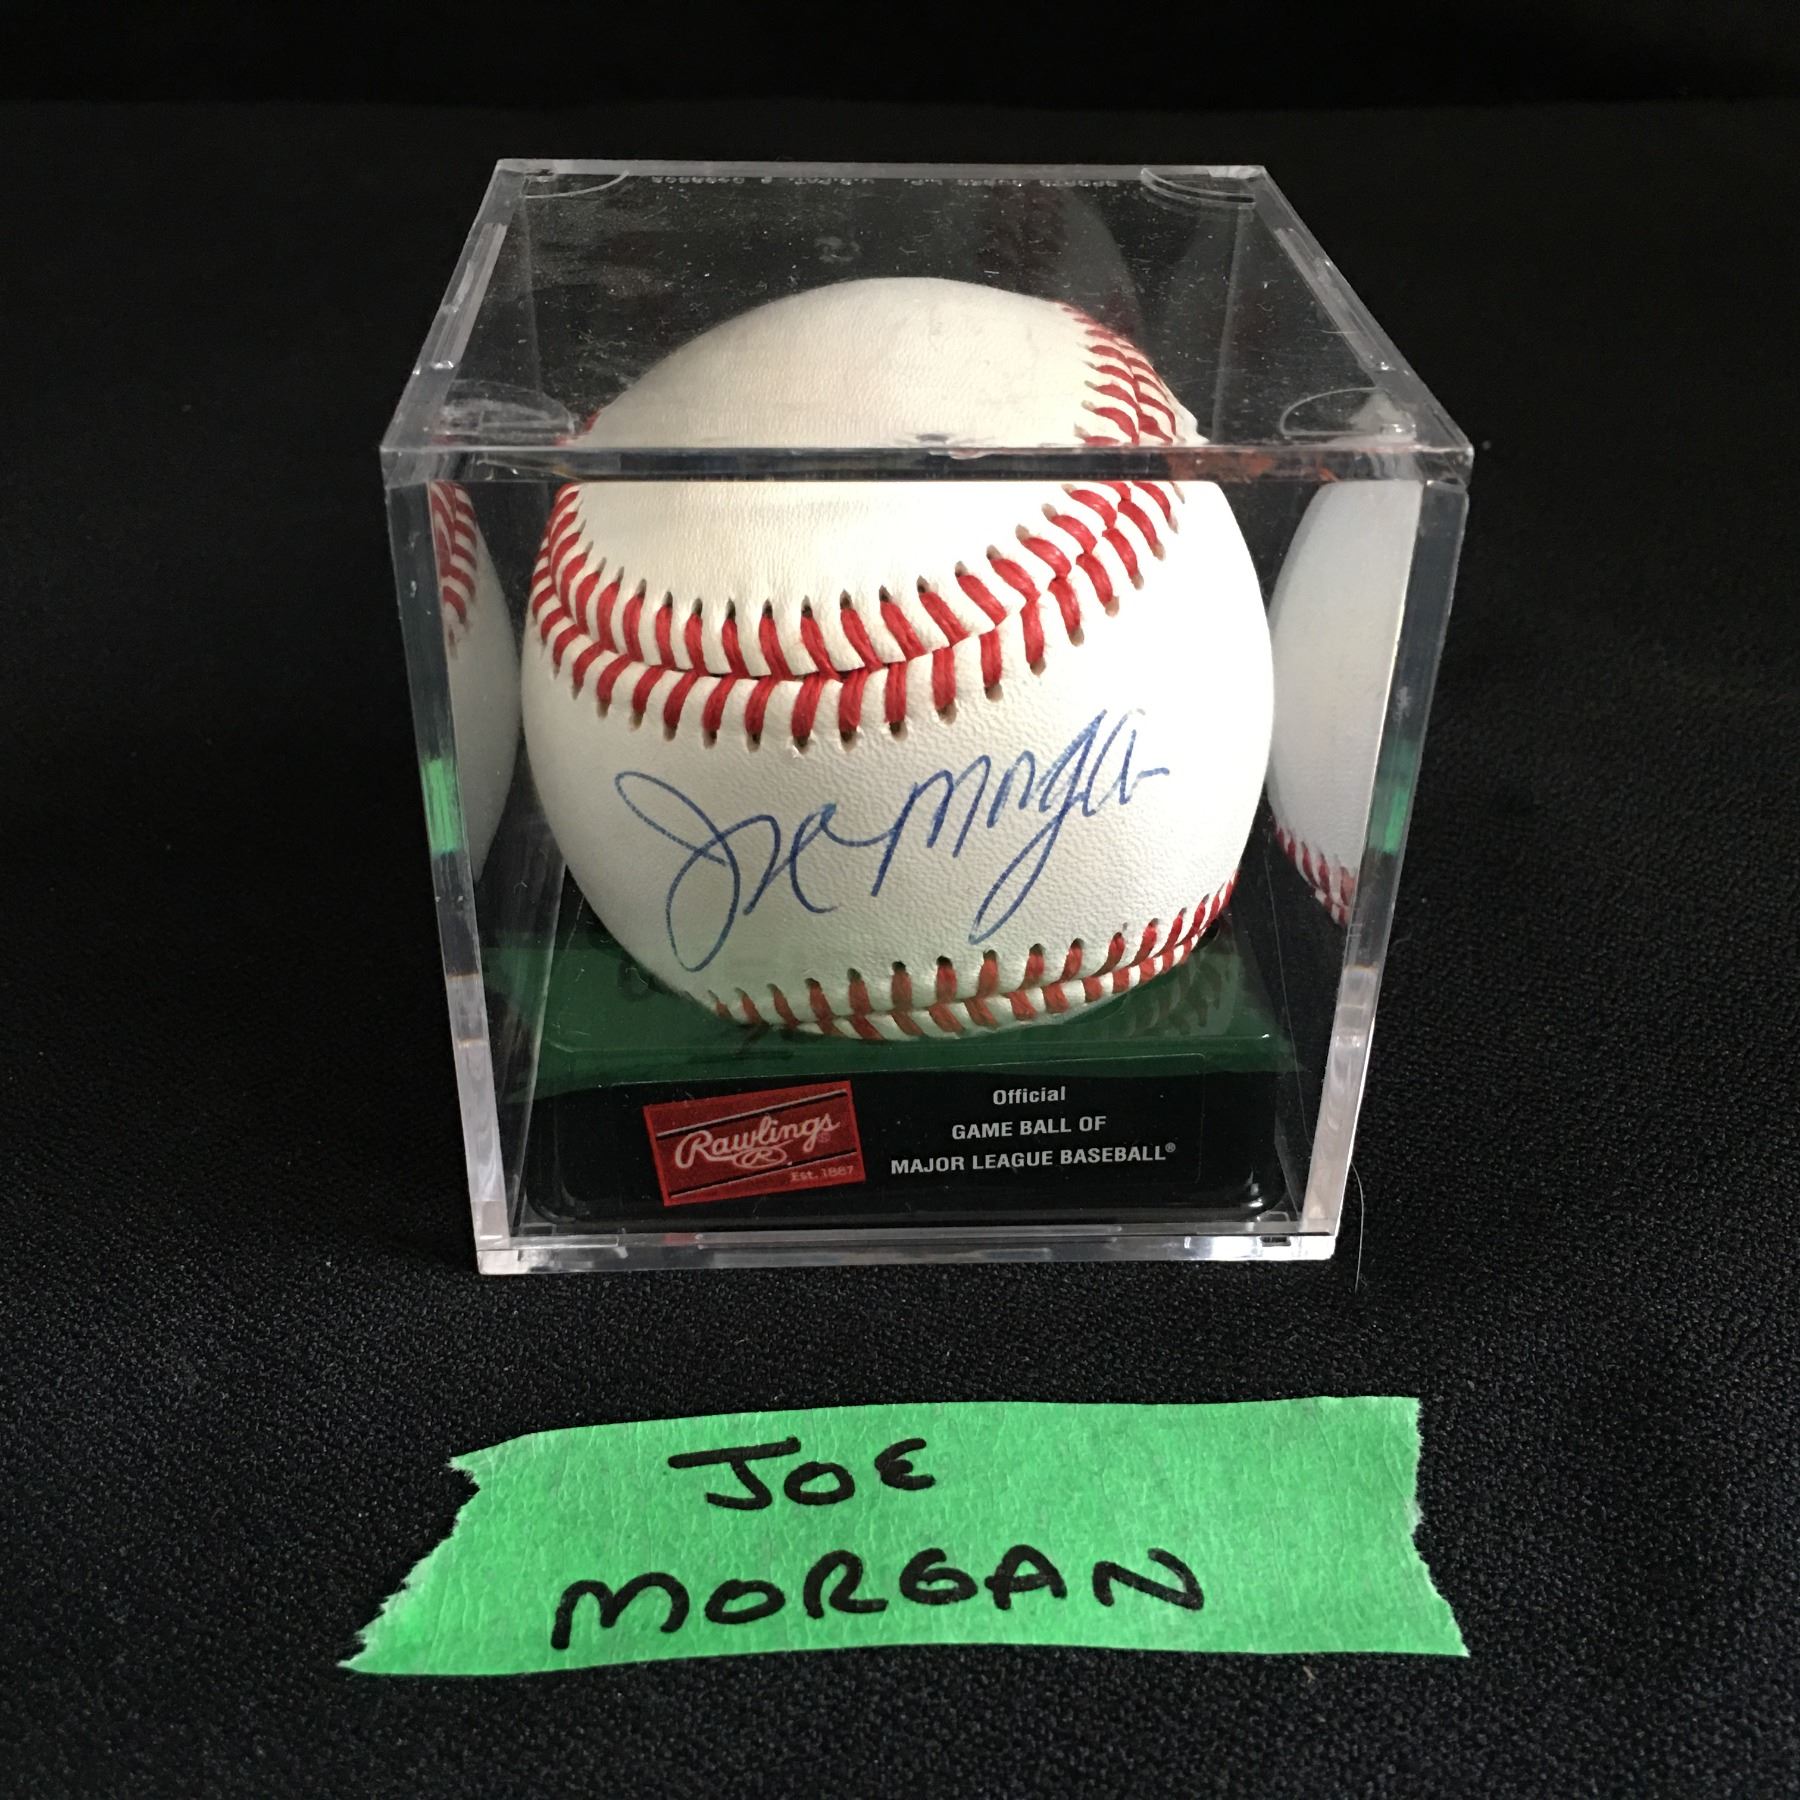 Joe Morgan
Rawlings®
R
Est. 1887
Official
GAME BALL OF
MAJOR LEAGUE BASEBALL®
JOE
MORGAN